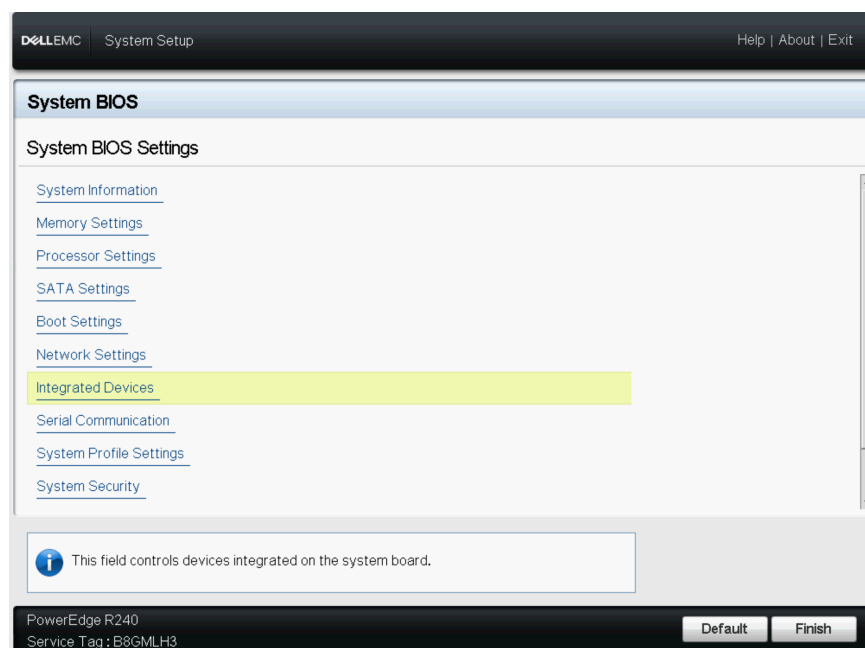 DELLEMC System Setup Help | About | Exit
System BIOS
System BIOS Settings
System Information
Memory Settings
Processor Settings
SATA Settings
Boot Settings
Network Settings
Integrated Devices
Serial Communication
System Profile Settings
System Security
This field controls devices integrated on the system board.
PowerEdge R240
Service Tag : B8GMLH3
Default Finish